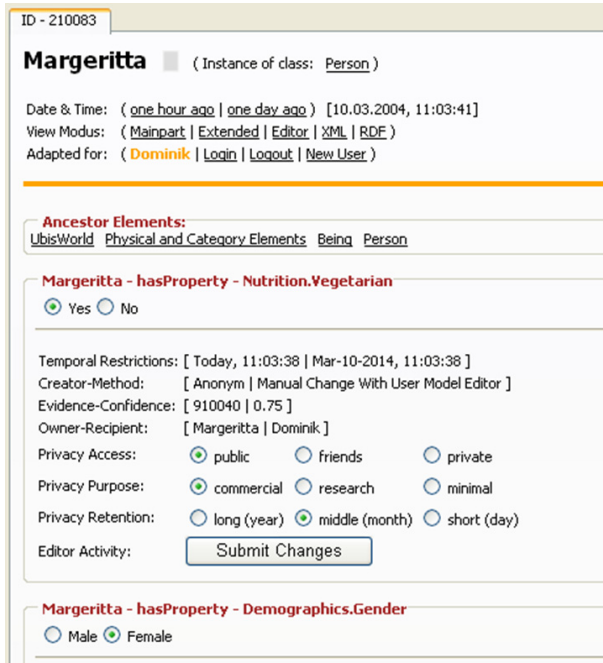 ID - 210083
Margeritta ( Instance of class: Person )
Date & Time: ( one hour ago | one day ago ) [10.03.2004, 11:03:41]
View Modus: ( Mainpart | Extended | Editor | XML | RDF )
Adapted for: ( Dominik | Login | Logout | New User )
Ancestor Elements:
UbisWorld Physical and Category Elements Being Person
Margeritta - hasProperty - Nutrition.Vegetarian
Yes No
Temporal Restrictions: [ Today, 11:03:38 | Mar-10-2014, 11:03:38 ]
Creator-Method: [ Anonym | Manual Change With User Model Editor ]
Evidence-Confidence: [ 910040 | 0.75 ]
Owner-Recipient: [ Margeritta | Dominik ]
Privacy Access: public friends private
Privacy Purpose: commercial research minimal
Privacy Retention: long (year) middle (month) short (day)
Editor Activity: Submit Changes
Margeritta - hasProperty - Demographics.Gender
Male Female